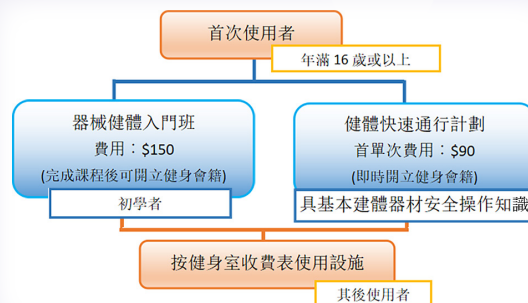 首次使用者
年滿 16 歲或以上
器械健體入門班
費用：$150
(完成課程後可開立健身會籍)
初學者
健體快速通行計劃
首單次費用：$90
(即時開立健身會籍)
具基本建體器材安全操作知識
按健身室收費表使用設施
其後使用者